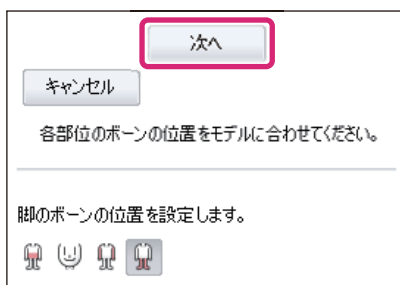 次へ
キャンセル
各部位のボーンの位置をモデルに合わせてください。
脚のボーンの位置を設定します。